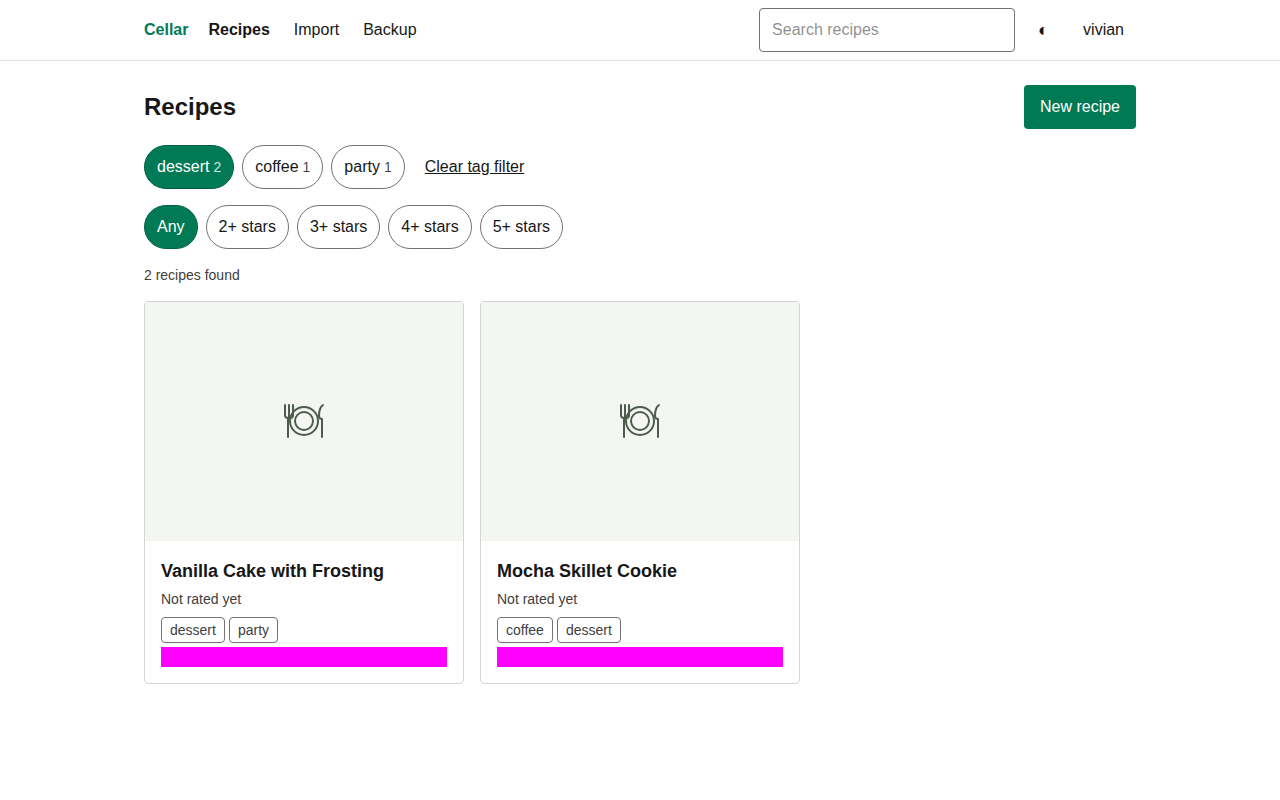 Cellar Recipes Import Backup Search recipes vivian
Recipes New recipe
dessert 2 coffee 1 party 1 Clear tag filter
Any 2+ stars 3+ stars 4+ stars 5+ stars
2 recipes found
Vanilla Cake with Frosting
Not rated yet
dessert party
Mocha Skillet Cookie
Not rated yet
coffee dessert